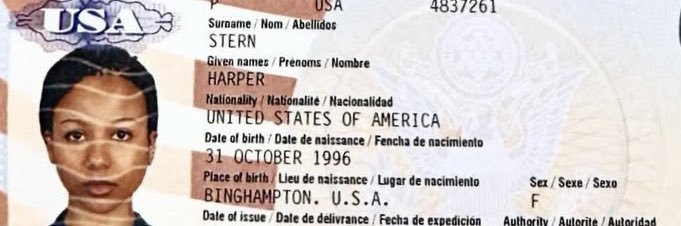 P USA 4837261
USA
Surname / Nom / Abellidos
STERN
Given names / Prénoms / Nombre
HARPER
Nationality / Nationalité / Nacionalidad
UNITED STATES OF AMERICA
Date of birth / Date de naissance / Fencha de nacimiento
31 OCTOBER 1996
Place of birth / Lieu de naissance / Lugar de nacimiento Sex / Sexe / Sexo
BINGHAMPTON. U.S.A. F
Date of issue / Date de délivrance / Fecha de expedición Authority / Autorité / Autoridad